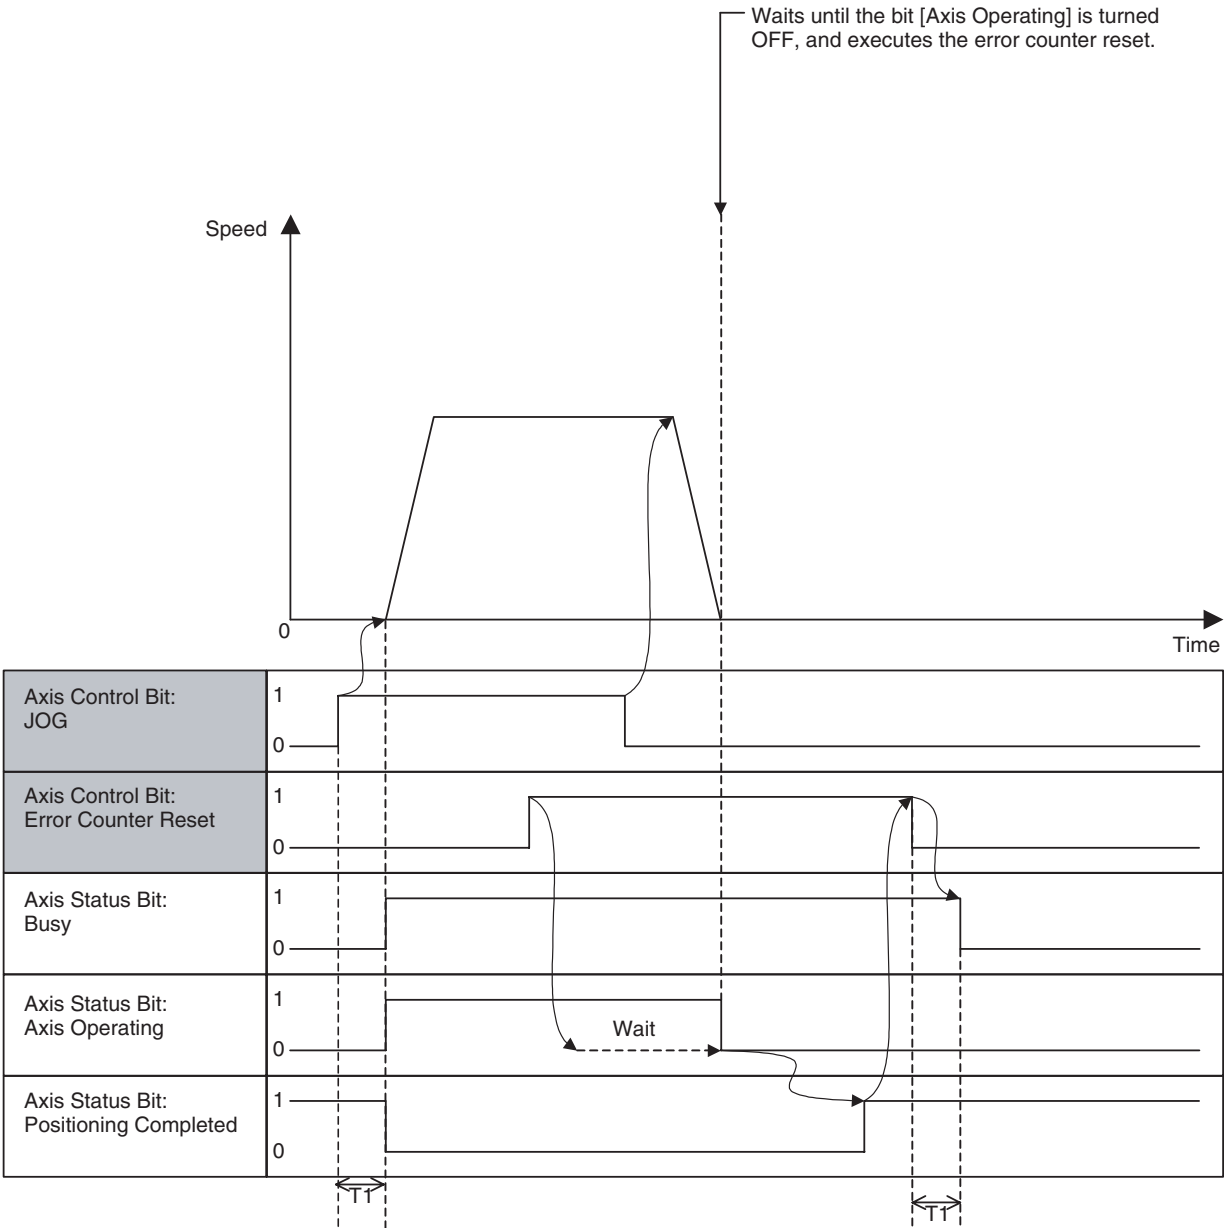 Waits until the bit [Axis Operating] is turned
OFF, and executes the error counter reset.
Speed
0
Time
Axis Control Bit:
JOG
1
0
Axis Control Bit:
Error Counter Reset
1
0
Axis Status Bit:
Busy
1
0
Axis Status Bit:
Axis Operating
1
0
Wait
Axis Status Bit:
Positioning Completed
1
0
T1
T1